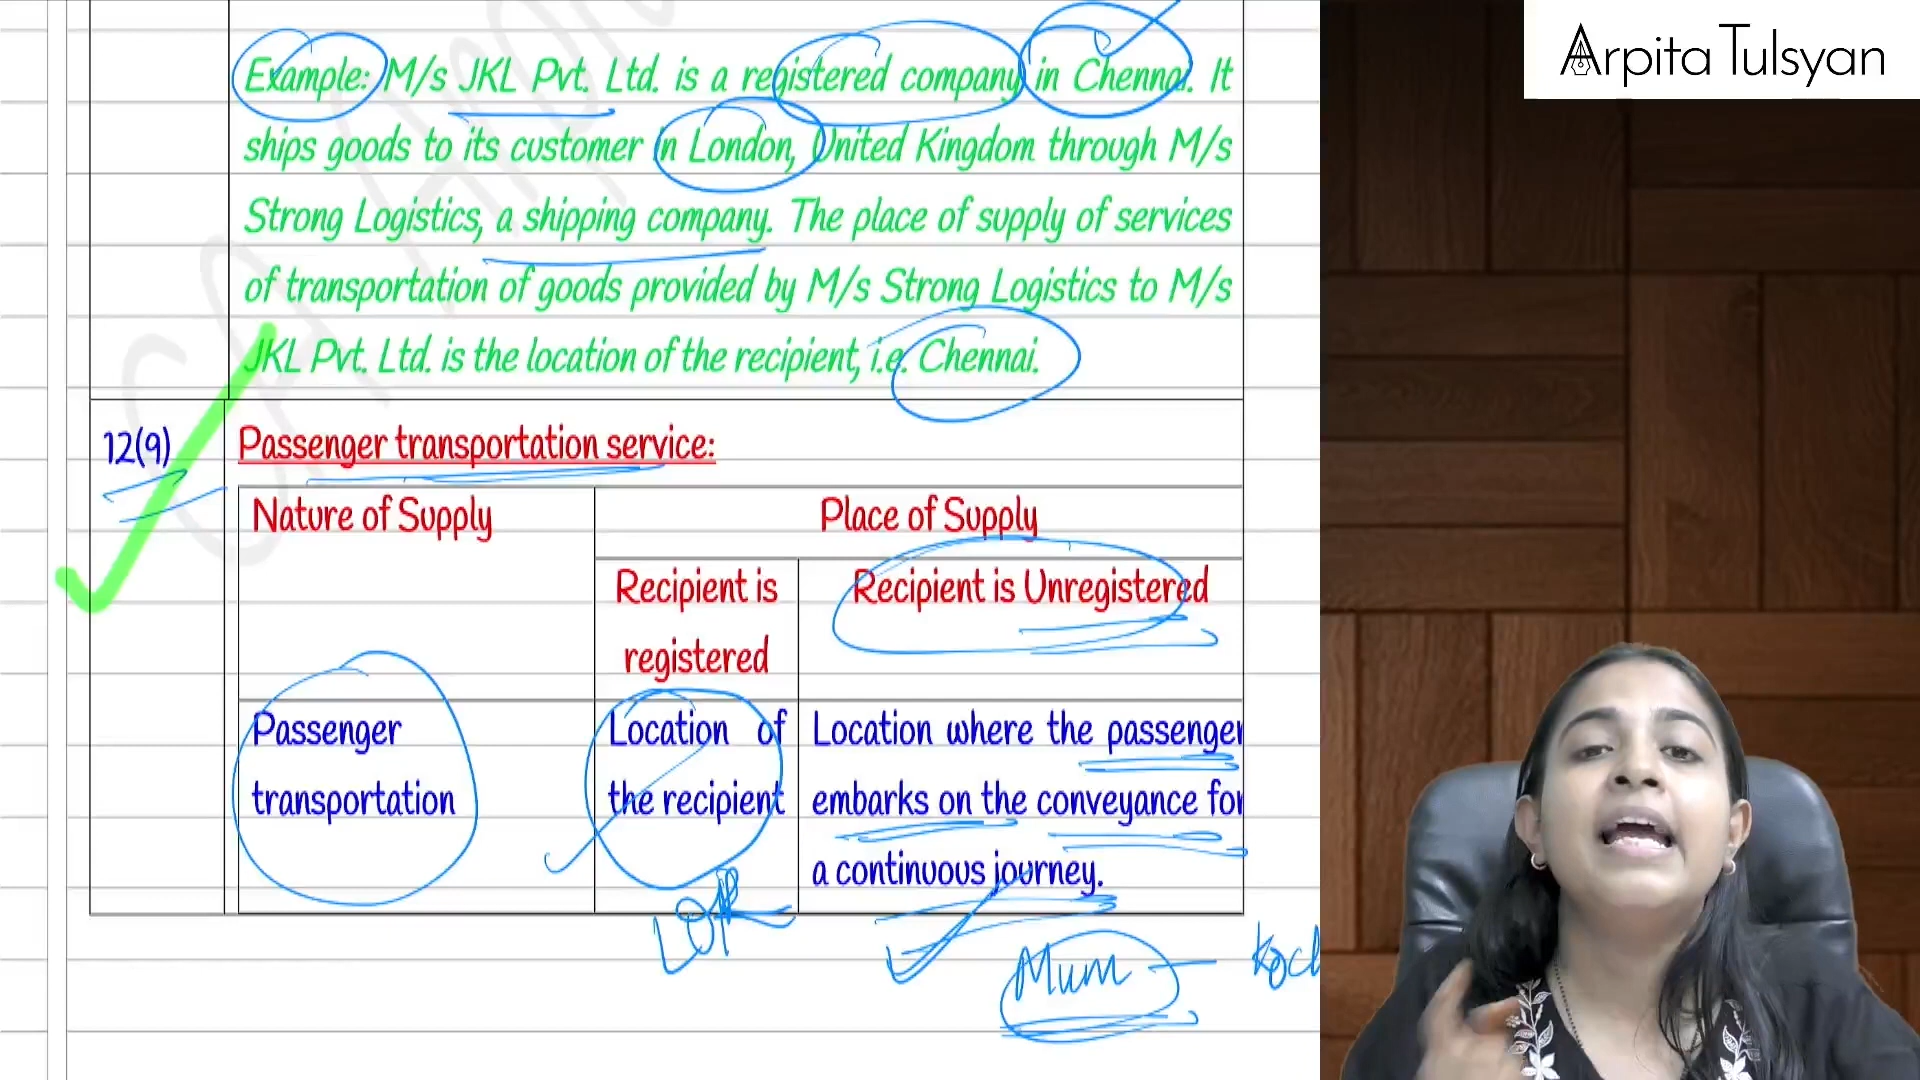 Arpita Tulsyan
Example: M/s JKL Pvt. Ltd. is a registered company in Chennai. It
ships goods to its customer in London, United Kingdom through M/s
Strong Logistics, a shipping company. The place of supply of services
of transportation of goods provided by M/s Strong Logistics to M/s
JKL Pvt. Ltd. is the location of the recipient, i.e. Chennai.
12(9)
Passenger transportation service:
Nature of Supply
Place of Supply
Recipient is
registered
Recipient is Unregistered
Passenger
transportation
Location of
the recipient
Location where the passenger
embarks on the conveyance for
a continuous journey.
LOR
Mum - Koch